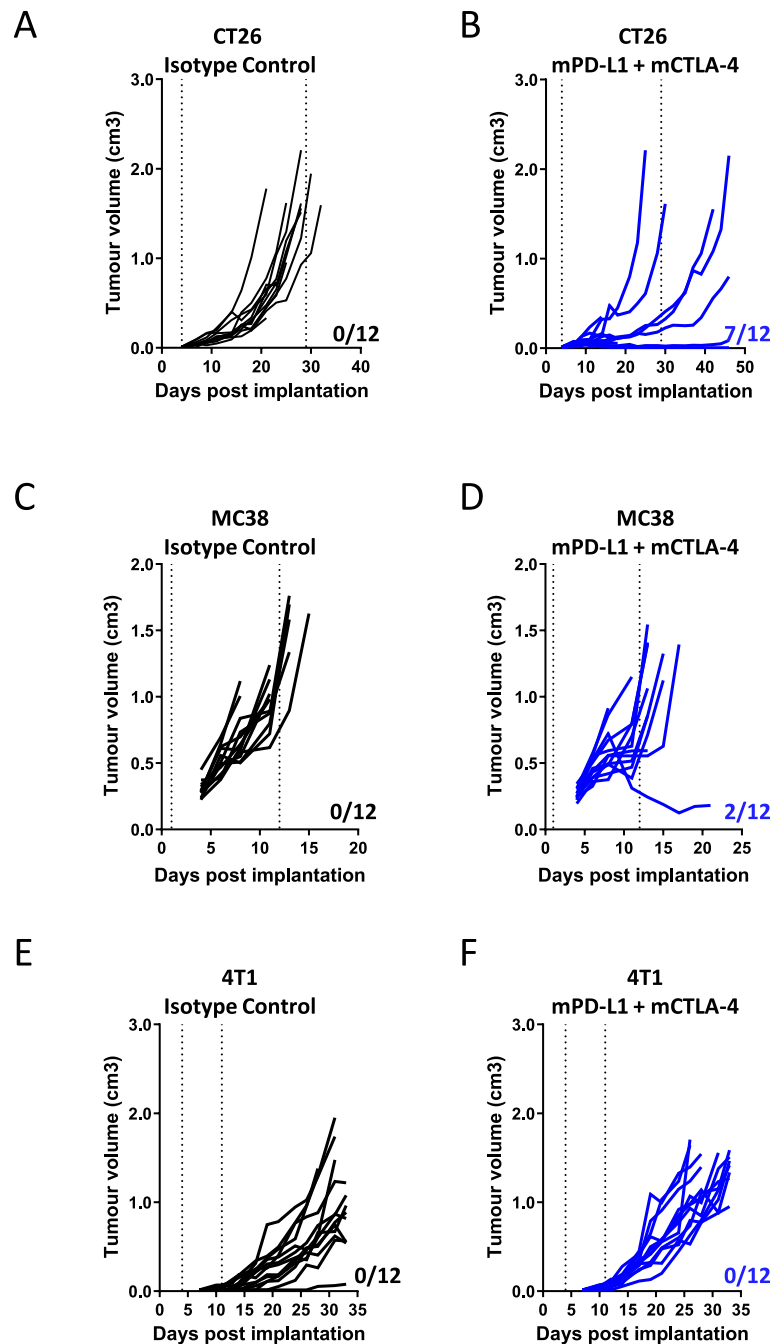 A
CT26
Isotype Control
3.0
2.0
1.0
0.0
0
10
20
30
40
Tumour volume (cm3)
Days post implantation
0/12
B
CT26
mPD-L1 + mCTLA-4
3.0
2.0
1.0
0.0
0
10
20
30
40
50
Tumour volume (cm3)
Days post implantation
7/12
C
MC38
Isotype Control
2.0
1.5
1.0
0.5
0.0
0
5
10
15
20
Tumour volume (cm3)
Days post implantation
0/12
D
MC38
mPD-L1 + mCTLA-4
2.0
1.5
1.0
0.5
0.0
0
5
10
15
20
25
Tumour volume (cm3)
Days post implantation
2/12
E
4T1
Isotype Control
3.0
2.0
1.0
0.0
0
5
10
15
20
25
30
35
Tumour volume (cm3)
Days post implantation
0/12
F
4T1
mPD-L1 + mCTLA-4
3.0
2.0
1.0
0.0
0
5
10
15
20
25
30
35
Tumour volume (cm3)
Days post implantation
0/12